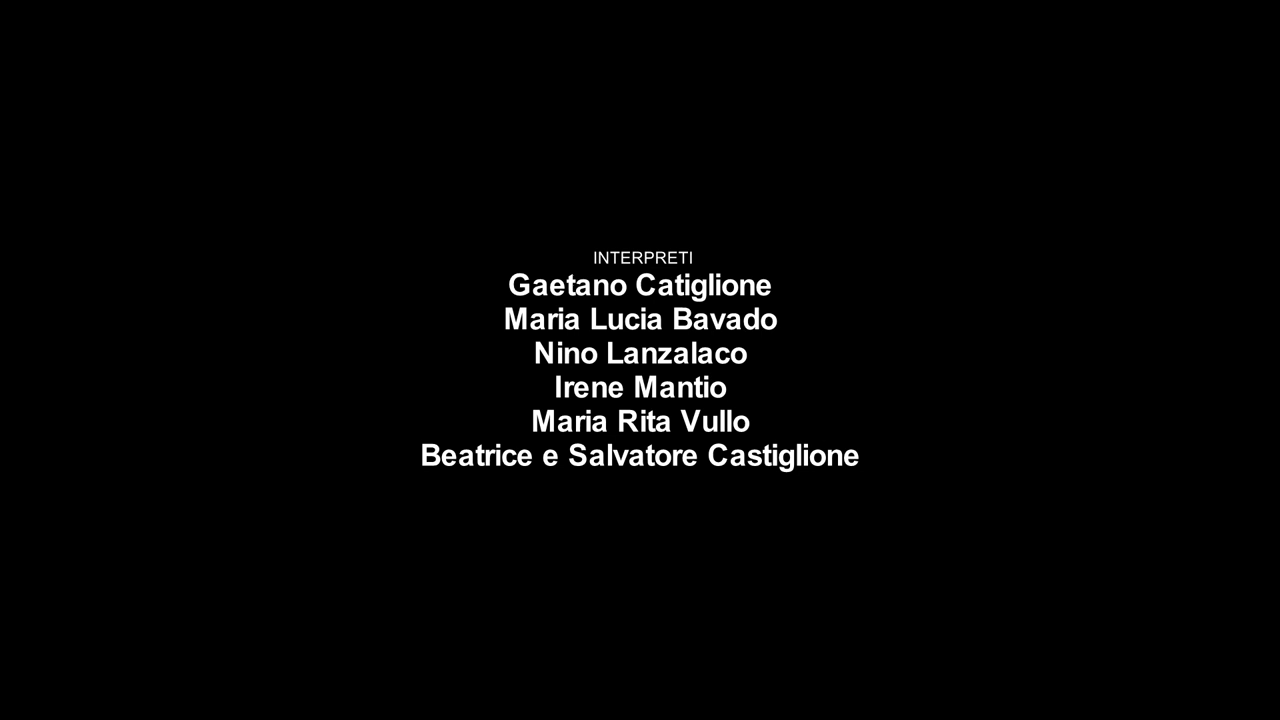 INTERPRETI
Gaetano Catiglione
Maria Lucia Bavado
Nino Lanzalaco
Irene Mantio
Maria Rita Vullo
Beatrice e Salvatore Castiglione